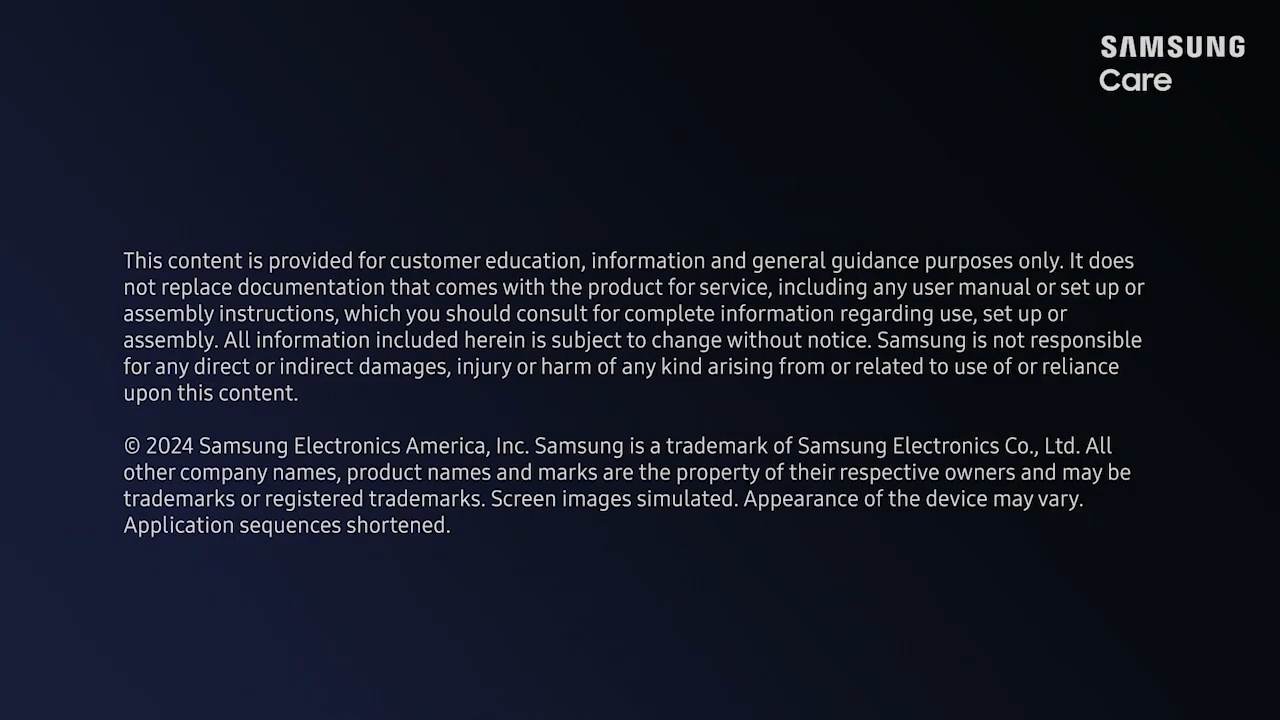 SAMSUNG
Care
This content is provided for customer education, information and general guidance purposes only. It does
not replace documentation that comes with the product for service, including any user manual or set up or
assembly instructions, which you should consult for complete information regarding use, set up or
assembly. All information included herein is subject to change without notice. Samsung is not responsible
for any direct or indirect damages, injury or harm of any kind arising from or related to use of or reliance
upon this content.
© 2024 Samsung Electronics America, Inc. Samsung is a trademark of Samsung Electronics Co., Ltd. All
other company names, product names and marks are the property of their respective owners and may be
trademarks or registered trademarks. Screen images simulated. Appearance of the device may vary.
Application sequences shortened.